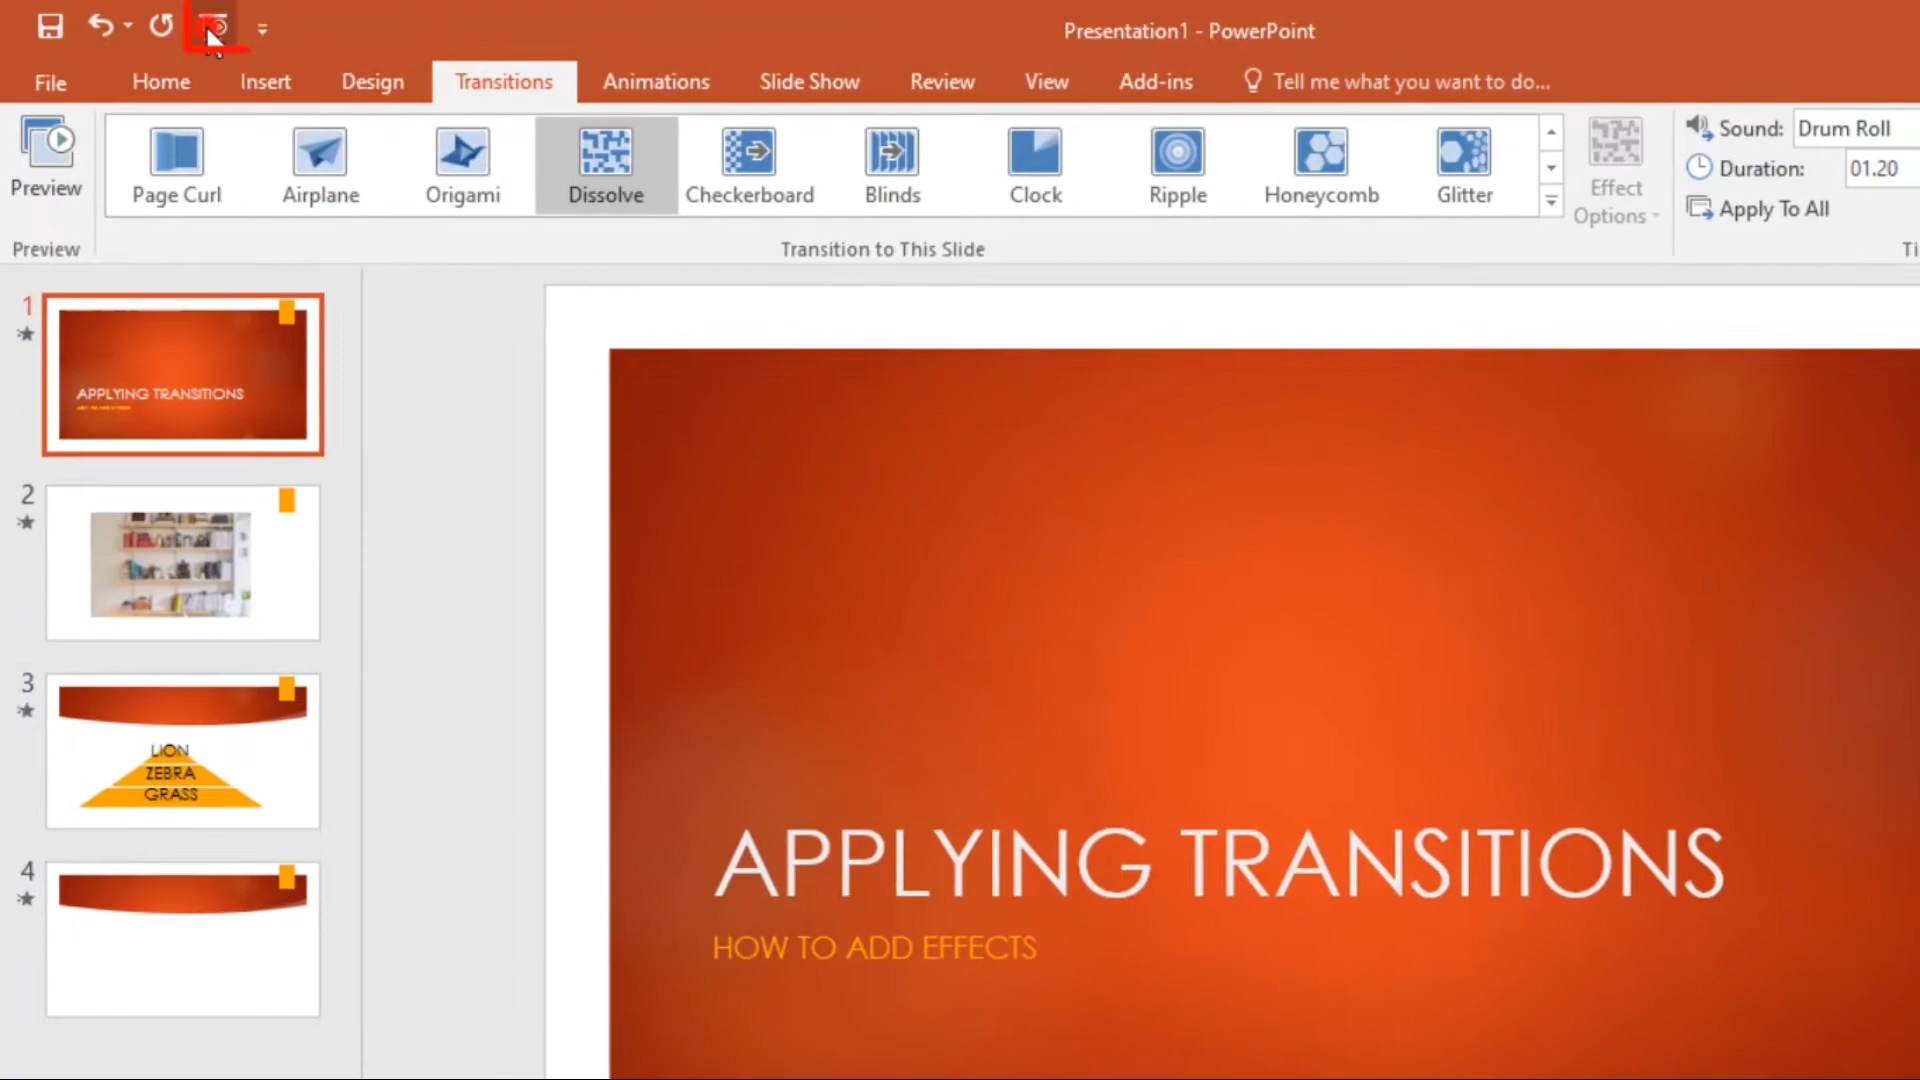 Presentation1 - PowerPoint
File Home Insert Design Transitions Animations Slide Show Review View Add-ins Tell me what you want to do...
Preview Page Curl Airplane Origami Dissolve Checkerboard Blinds Clock Ripple Honeycomb Glitter Effect Options
Sound: Drum Roll
Duration: 01.20
Apply To All
Preview Transition to This Slide
1
APPLYING TRANSITIONS
2
3
LION
ZEBRA
GRASS
4
APPLYING TRANSITIONS
HOW TO ADD EFFECTS